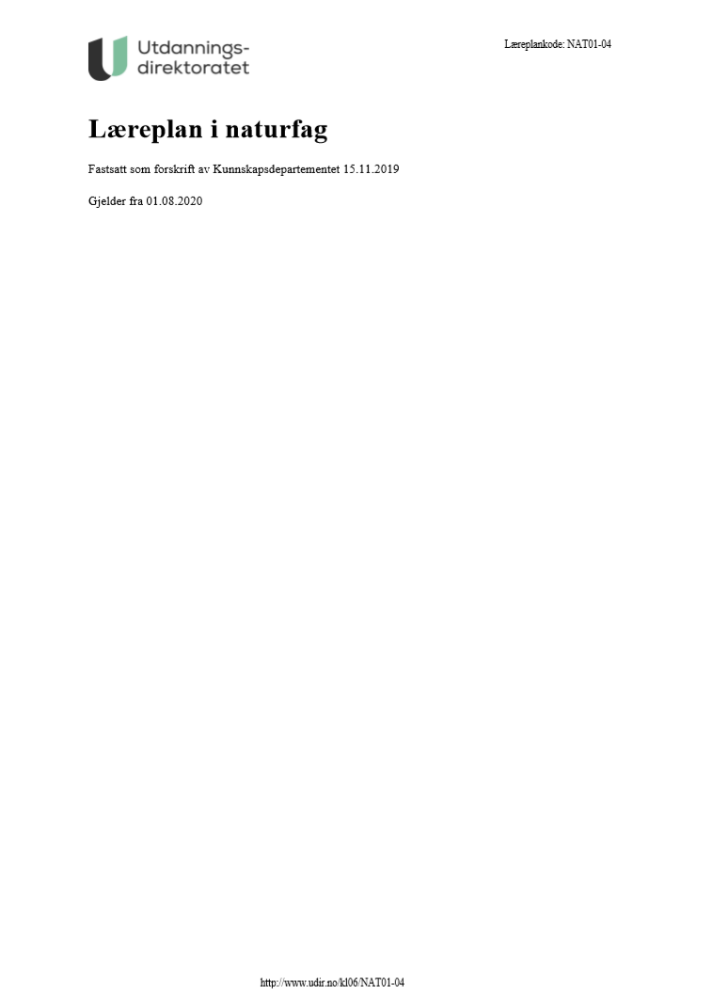 Utdannings-
direktoratet
Læreplankode: NAT01-04
Læreplan i naturfag
Fastsatt som forskrift av Kunnskapsdepartementet 15.11.2019
Gjelder fra 01.08.2020
http://www.udir.no/kl06/NAT01-04